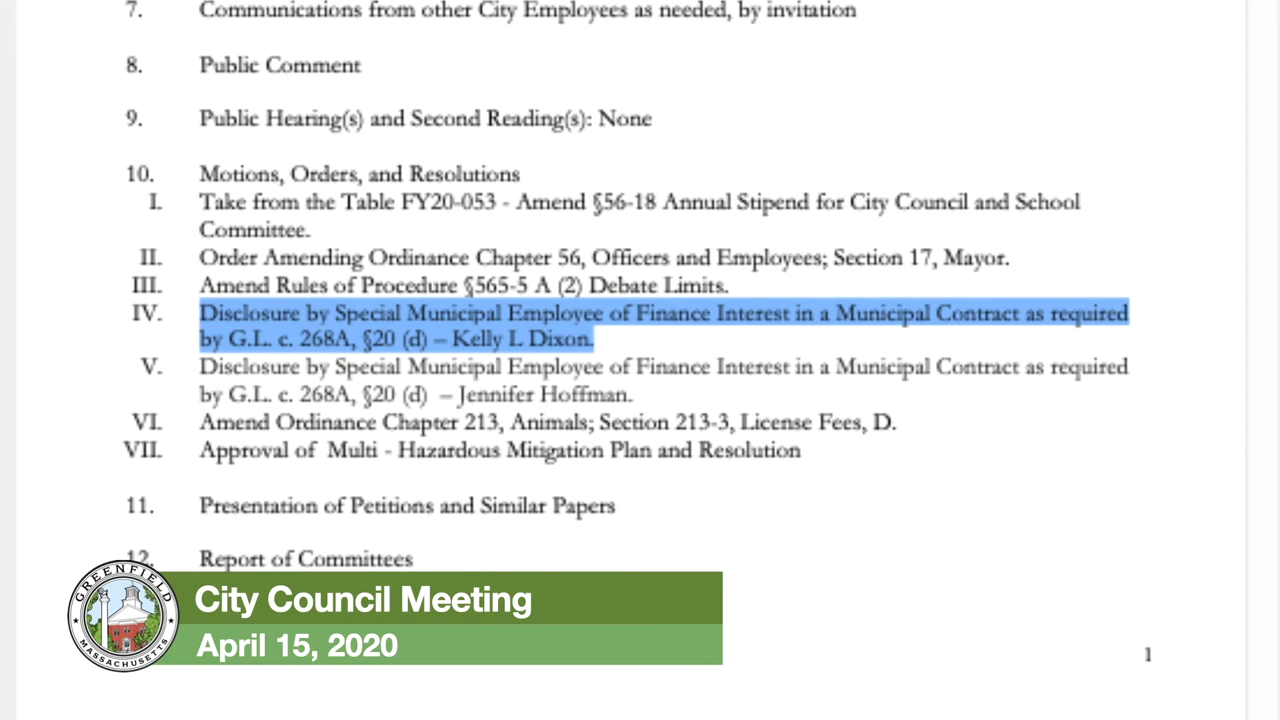 7. Communications from other City Employees as needed, by invitation
8. Public Comment
9. Public Hearing(s) and Second Reading(s): None
10. Motions, Orders, and Resolutions
I. Take from the Table FY20-053 - Amend §56-18 Annual Stipend for City Council and School
Committee.
II. Order Amending Ordinance Chapter 56, Officers and Employees; Section 17, Mayor.
III. Amend Rules of Procedure §565-5 A (2) Debate Limits.
IV. Disclosure by Special Municipal Employee of Finance Interest in a Municipal Contract as required
by G.L. c. 268A, §20 (d) – Kelly L Dixon.
V. Disclosure by Special Municipal Employee of Finance Interest in a Municipal Contract as required
by G.L. c. 268A, §20 (d) – Jennifer Hoffman.
VI. Amend Ordinance Chapter 213, Animals; Section 213-3, License Fees, D.
VII. Approval of Multi - Hazardous Mitigation Plan and Resolution
11. Presentation of Petitions and Similar Papers
12. Report of Committees
GREENFIELD
MASSACHUSETTS
City Council Meeting
April 15, 2020
1